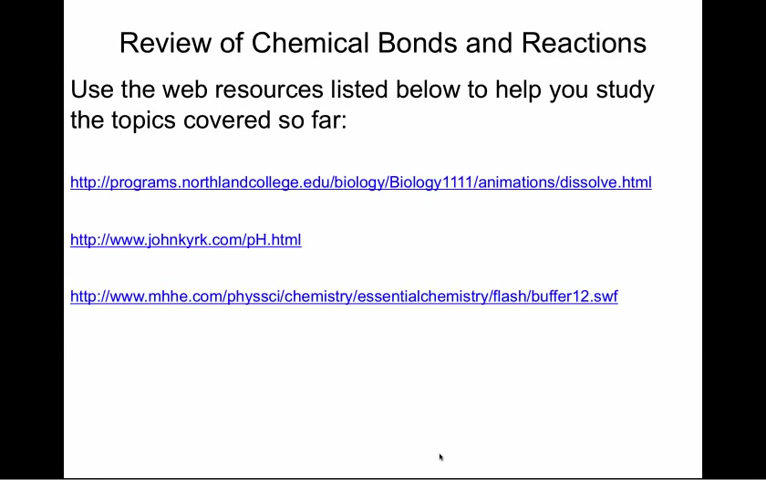 Review of Chemical Bonds and Reactions
Use the web resources listed below to help you study
the topics covered so far:
http://programs.northlandcollege.edu/biology/Biology1111/animations/dissolve.html
http://www.johnkyrk.com/pH.html
http://www.mhhe.com/physsci/chemistry/essentialchemistry/flash/buffer12.swf